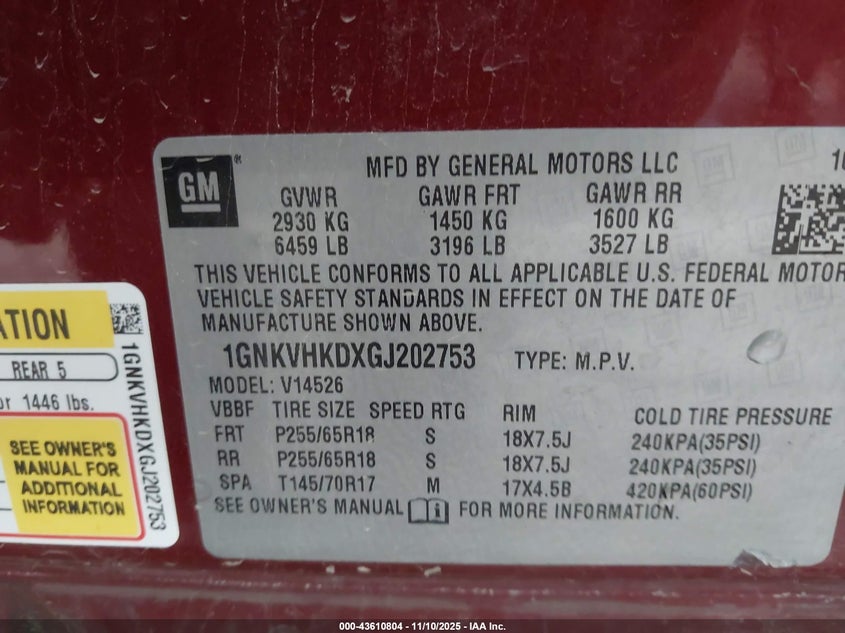 GM
®
MFD BY GENERAL MOTORS LLC
GVWR GAWR FRT GAWR RR
2930 KG 1450 KG 1600 KG
6459 LB 3196 LB 3527 LB
THIS VEHICLE CONFORMS TO ALL APPLICABLE U.S. FEDERAL MOTOR
VEHICLE SAFETY STANDARDS IN EFFECT ON THE DATE OF
MANUFACTURE SHOWN ABOVE.
1GNKVHKDXGJ202753 TYPE: M.P.V.
MODEL: V14526
VBBF TIRE SIZE SPEED RTG RIM COLD TIRE PRESSURE
FRT P255/65R18 S 18X7.5J 240KPA(35PSI)
RR P255/65R18 S 18X7.5J 240KPA(35PSI)
SPA T145/70R17 M 17X4.5B 420KPA(60PSI)
SEE OWNER'S MANUAL FOR MORE INFORMATION.
ATION
REAR 5
or 1446 lbs.
SEE OWNER'S
MANUAL FOR
ADDITIONAL
INFORMATION
1GNKVHKDXGJ202753
000-43610804 - 11/10/2025 - IAA Inc.